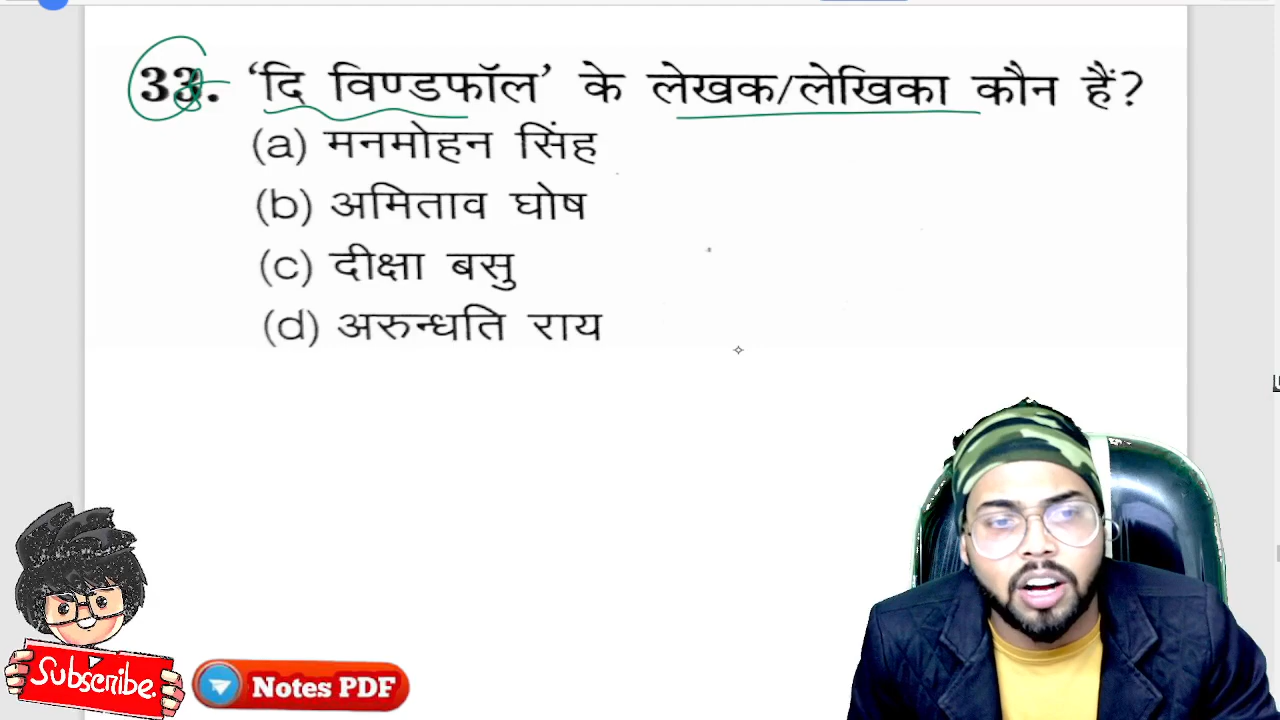 33. 'दि विण्डफॉल' के लेखक/लेखिका कौन हैं?
(a) मनमोहन सिंह
(b) अमिताव घोष
(c) दीक्षा बसु
(d) अरुन्धति राय
Subscribe.
Notes PDF